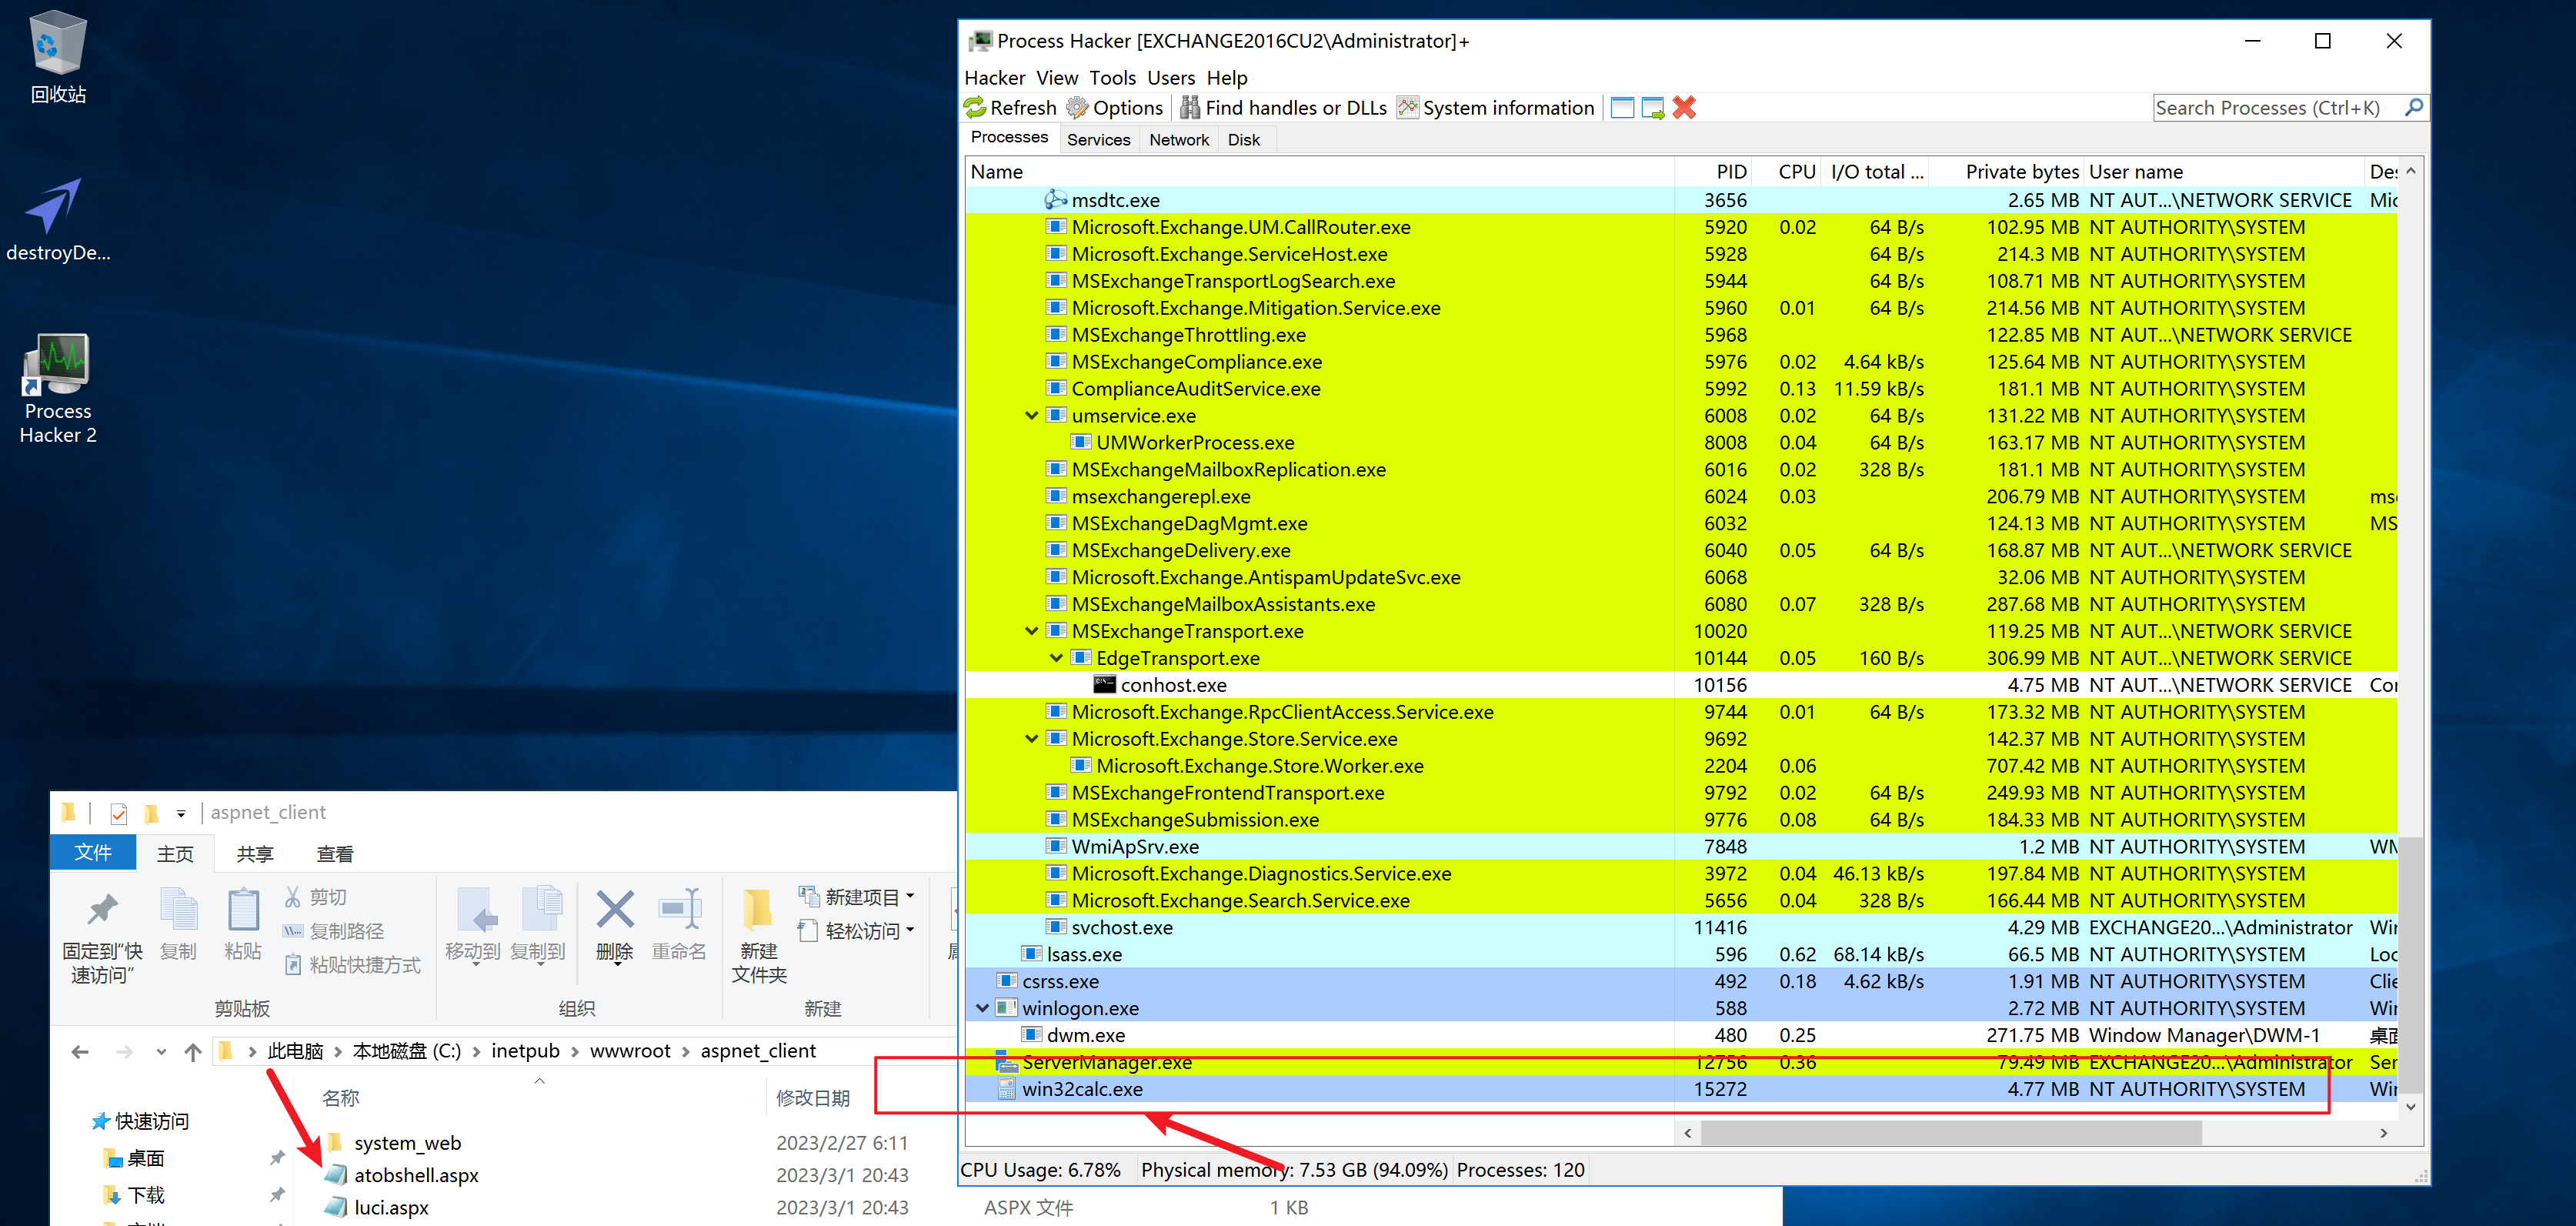 回收站
destroyDe...
Process
Hacker 2
Process Hacker [EXCHANGE2016CU2\Administrator]+
Hacker View Tools Users Help
Refresh Options Find handles or DLLs System information Search Processes (Ctrl+K)
Processes Services Network Disk
Name PID CPU I/O total ... Private bytes User name Des
msdtc.exe 3656 2.65 MB NT AUT...\NETWORK SERVICE Mic
Microsoft.Exchange.UM.CallRouter.exe 5920 0.02 64 B/s 102.95 MB NT AUTHORITY\SYSTEM
Microsoft.Exchange.ServiceHost.exe 5928 64 B/s 214.3 MB NT AUTHORITY\SYSTEM
MSExchangeTransportLogSearch.exe 5944 64 B/s 108.71 MB NT AUTHORITY\SYSTEM
Microsoft.Exchange.Mitigation.Service.exe 5960 0.01 64 B/s 214.56 MB NT AUTHORITY\SYSTEM
MSExchangeThrottling.exe 5968 122.85 MB NT AUT...\NETWORK SERVICE
MSExchangeCompliance.exe 5976 0.02 4.64 kB/s 125.64 MB NT AUTHORITY\SYSTEM
ComplianceAuditService.exe 5992 0.13 11.59 kB/s 181.1 MB NT AUTHORITY\SYSTEM
umservice.exe 6008 0.02 64 B/s 131.22 MB NT AUTHORITY\SYSTEM
UMWorkerProcess.exe 8008 0.04 64 B/s 163.17 MB NT AUTHORITY\SYSTEM
MSExchangeMailboxReplication.exe 6016 0.02 328 B/s 181.1 MB NT AUTHORITY\SYSTEM
msexchangerepl.exe 6024 0.03 206.79 MB NT AUTHORITY\SYSTEM mse
MSExchangeDagMgmt.exe 6032 124.13 MB NT AUTHORITY\SYSTEM MS
MSExchangeDelivery.exe 6040 0.05 64 B/s 168.87 MB NT AUT...\NETWORK SERVICE
Microsoft.Exchange.AntispamUpdateSvc.exe 6068 32.06 MB NT AUTHORITY\SYSTEM
MSExchangeMailboxAssistants.exe 6080 0.07 328 B/s 287.68 MB NT AUTHORITY\SYSTEM
MSExchangeTransport.exe 10020 119.25 MB NT AUT...\NETWORK SERVICE
EdgeTransport.exe 10144 0.05 160 B/s 306.99 MB NT AUT...\NETWORK SERVICE
conhost.exe 10156 4.75 MB NT AUT...\NETWORK SERVICE Cor
Microsoft.Exchange.RpcClientAccess.Service.exe 9744 0.01 64 B/s 173.32 MB NT AUTHORITY\SYSTEM
Microsoft.Exchange.Store.Service.exe 9692 142.37 MB NT AUTHORITY\SYSTEM
Microsoft.Exchange.Store.Worker.exe 2204 0.06 707.42 MB NT AUTHORITY\SYSTEM
MSExchangeFrontendTransport.exe 9792 0.02 64 B/s 249.93 MB NT AUTHORITY\SYSTEM
MSExchangeSubmission.exe 9776 0.08 64 B/s 184.33 MB NT AUTHORITY\SYSTEM
WmiApSrv.exe 7848 1.2 MB NT AUTHORITY\SYSTEM WM
Microsoft.Exchange.Diagnostics.Service.exe 3972 0.04 46.13 kB/s 197.84 MB NT AUTHORITY\SYSTEM
Microsoft.Exchange.Search.Service.exe 5656 0.04 328 B/s 166.44 MB NT AUTHORITY\SYSTEM
svchost.exe 11416 4.29 MB EXCHANGE20...\Administrator Wir
lsass.exe 596 0.62 68.14 kB/s 66.5 MB NT AUTHORITY\SYSTEM Loc
csrss.exe 492 0.18 4.62 kB/s 1.91 MB NT AUTHORITY\SYSTEM Clie
winlogon.exe 588 2.72 MB NT AUTHORITY\SYSTEM Wir
dwm.exe 480 0.25 271.75 MB Window Manager\DWM-1 桌面
ServerManager.exe 12756 0.36 79.49 MB EXCHANGE20...\Administrator Ser
win32calc.exe 15272 4.77 MB NT AUTHORITY\SYSTEM Wir
CPU Usage: 6.78% Physical memory: 7.53 GB (94.09%) Processes: 120
aspnet_client
文件 主页 共享 查看
固定到“快速访问” 复制 粘贴 剪切
复制路径
粘贴快捷方式
移动到 复制到 删除 重命名
新建文件夹 新建项目
轻松访问
剪贴板 组织 新建
此电脑 本地磁盘 (C:) inetpub wwwroot aspnet_client
名称 修改日期
快速访问
桌面
下载
system_web 2023/2/27 6:11
atobshell.aspx 2023/3/1 20:43
luci.aspx 2023/3/1 20:43 ASPX 文件 1 KB